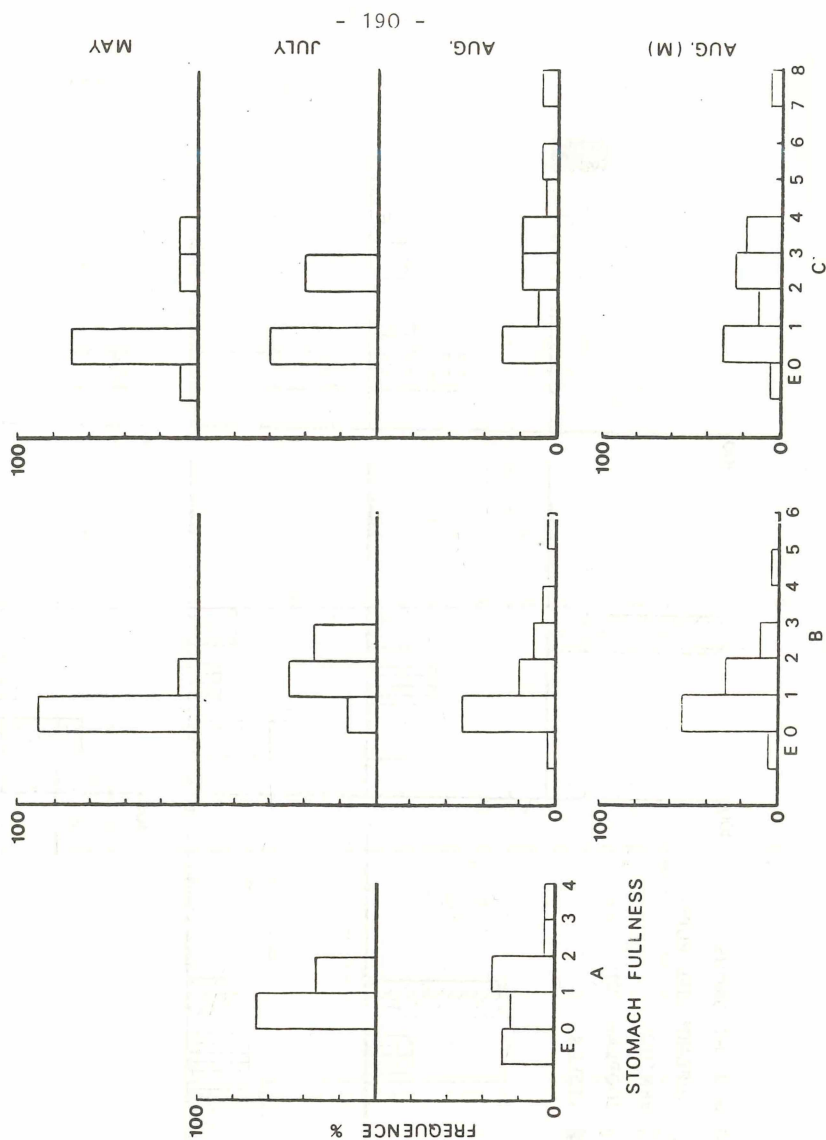 - 190 -
MAY
JULY
AUG.
AUG. (M)
100
0
100
0
E 0 1 2 3 4 5 6 7 8
C
100
0
100
0
E 0 1 2 3 4 5 6
B
100
0
E 0 1 2 3 4
A
STOMACH FULLNESS
FREQUENCE %